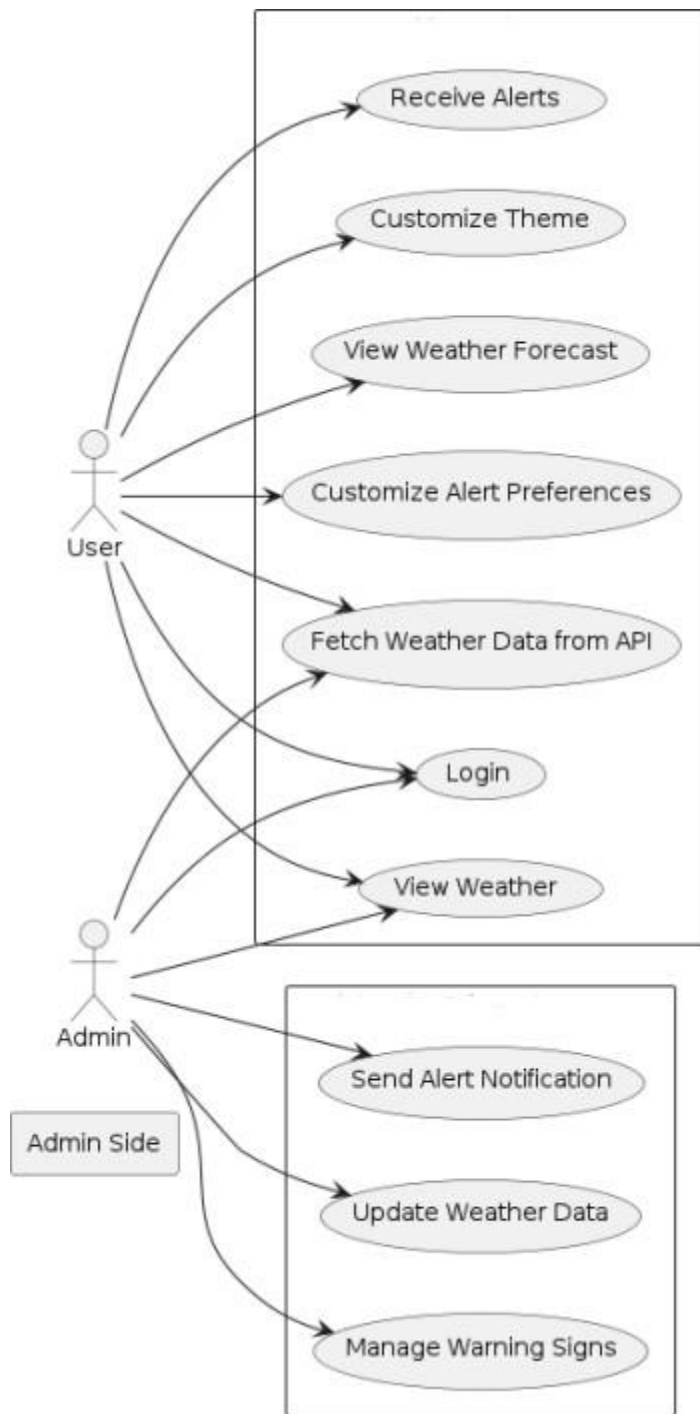 Receive Alerts
Customize Theme
View Weather Forecast
Customize Alert Preferences
User
Fetch Weather Data from API
Login
View Weather
Admin
Send Alert Notification
Admin Side
Update Weather Data
Manage Warning Signs